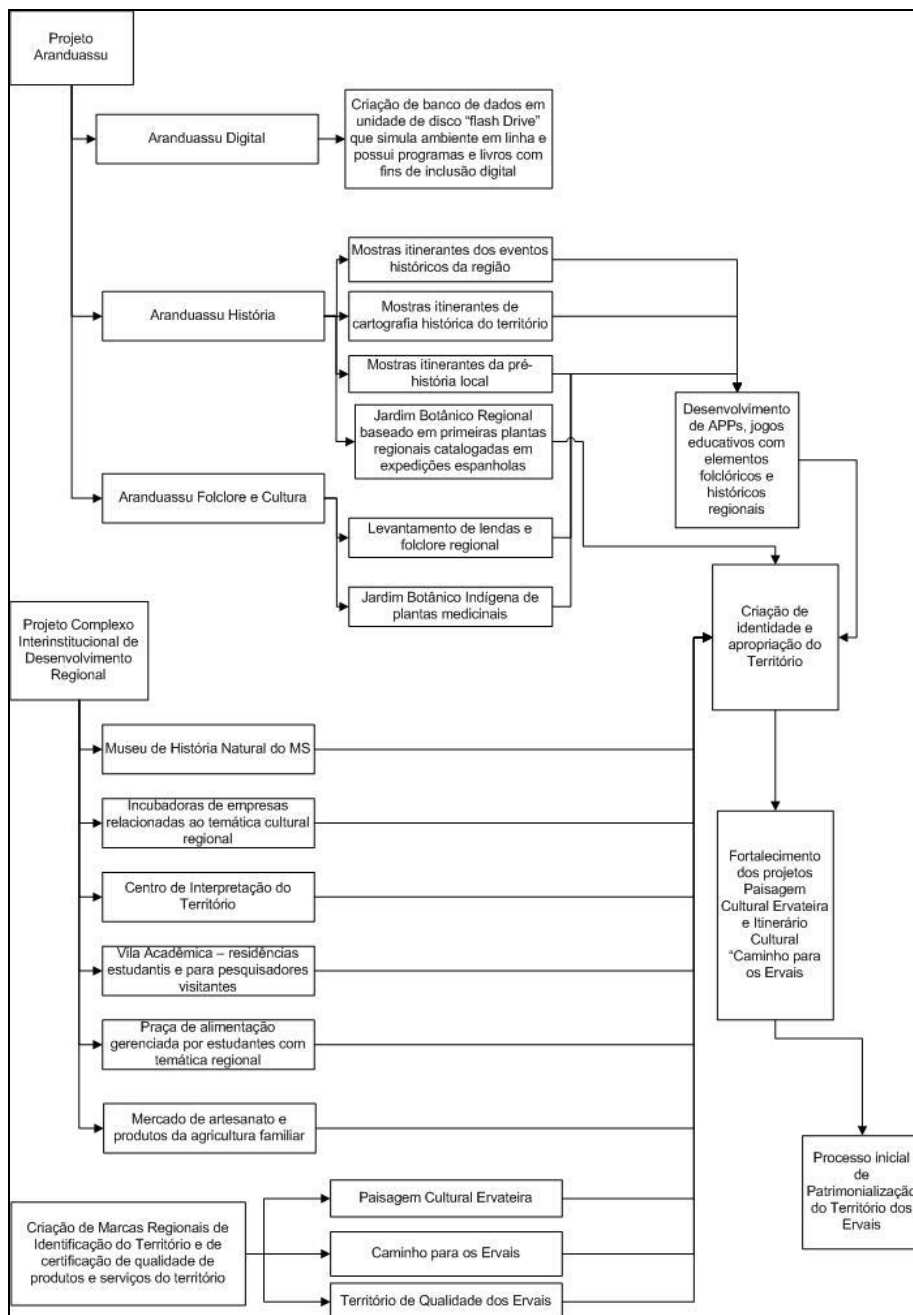 Projeto
Aranduassu
Aranduassu Digital
Criação de banco de dados em
unidade de disco “flash Drive”
que simula ambiente em linha e
possui programas e livros com
fins de inclusão digital
Mostras itinerantes dos eventos
históricos da região
Aranduassu História
Mostras itinerantes de
cartografia histórica do território
Mostras itinerantes da pré-
história local
Jardim Botânico Regional
baseado em primeiras plantas
regionais catalogadas em
expedições espanholas
Desenvolvimento
de APPs, jogos
educativos com
elementos
folclóricos e
históricos
regionais
Aranduassu Folclore e Cultura
Levantamento de lendas e
folclore regional
Jardim Botânico Indígena de
plantas medicinais
Criação de
identidade e
apropriação do
Território
Projeto Complexo
Interinstitucional de
Desenvolvimento
Regional
Museu de História Natural do MS
Incubadoras de empresas
relacionadas ao temática cultural
regional
Centro de Interpretação do
Território
Vila Acadêmica – residências
estudantis e para pesquisadores
visitantes
Praça de alimentação
gerenciada por estudantes com
temática regional
Mercado de artesanato e
produtos da agricultura familiar
Fortalecimento
dos projetos
Paisagem
Cultural Ervateira
e Itinerário
Cultural
“Caminho para
os Ervais
Processo inicial
de
Patrimonialização
do Território dos
Ervais
Criação de Marcas Regionais de
Identificação do Território e de
certificação de qualidade de
produtos e serviços do território
Paisagem Cultural Ervateira
Caminho para os Ervais
Território de Qualidade dos Ervais